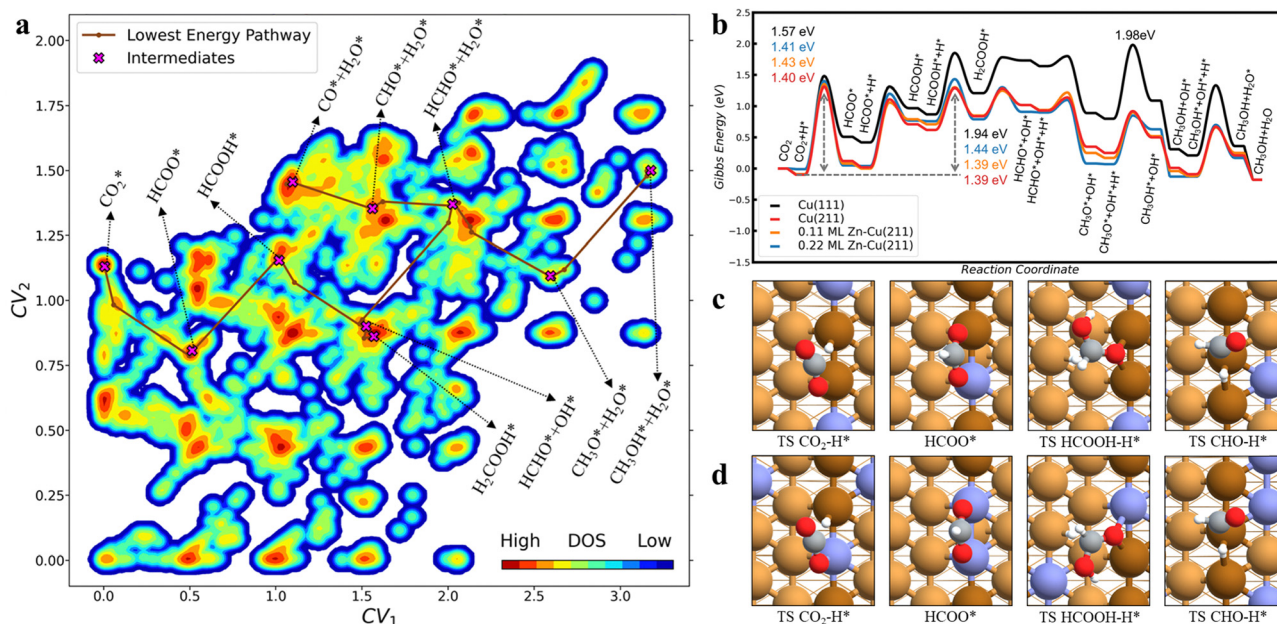 a
Lowest Energy Pathway
Intermediates
CO*+H₂O*
CHO*+H₂O*
HCHO*+H₂O*
CO₂*
HCOO*
HCOOH*
H₂COOH*
HCHO*+OH*
CH₃O*+H₂O*
CH₃OH*+H₂O*
High DOS Low
2.00
1.75
1.50
1.25
1.00
0.75
0.50
0.25
0.00
CV₂
0.0 0.5 1.0 1.5 2.0 2.5 3.0
CV₁
b
2.5
2.0
1.5
1.0
0.5
0.0
−0.5
−1.0
−1.5
Gibbs Energy (eV)
1.57 eV
1.41 eV
1.43 eV
1.40 eV
1.98eV
1.94 eV
1.44 eV
1.39 eV
1.39 eV
CO₂
CO₂+H*
HCOO*
HCOO*+H*
HCOOH*
HCOOH*+H*
H₂COOH*
HCHO*+OH*
HCHO*+OH*+H*
CH₃O*+OH*
CH₃O*+OH*+H*
CH₃OH*+OH*
CH₃OH+OH*
CH₃OH*+OH*+H*
CH₃OH+H₂O*
CH₃OH+H₂O
Cu(111)
Cu(211)
0.11 ML Zn-Cu(211)
0.22 ML Zn-Cu(211)
Reaction Coordinate
c
TS CO₂-H* HCOO* TS HCOOH-H* TS CHO-H*
d
TS CO₂-H* HCOO* TS HCOOH-H* TS CHO-H*